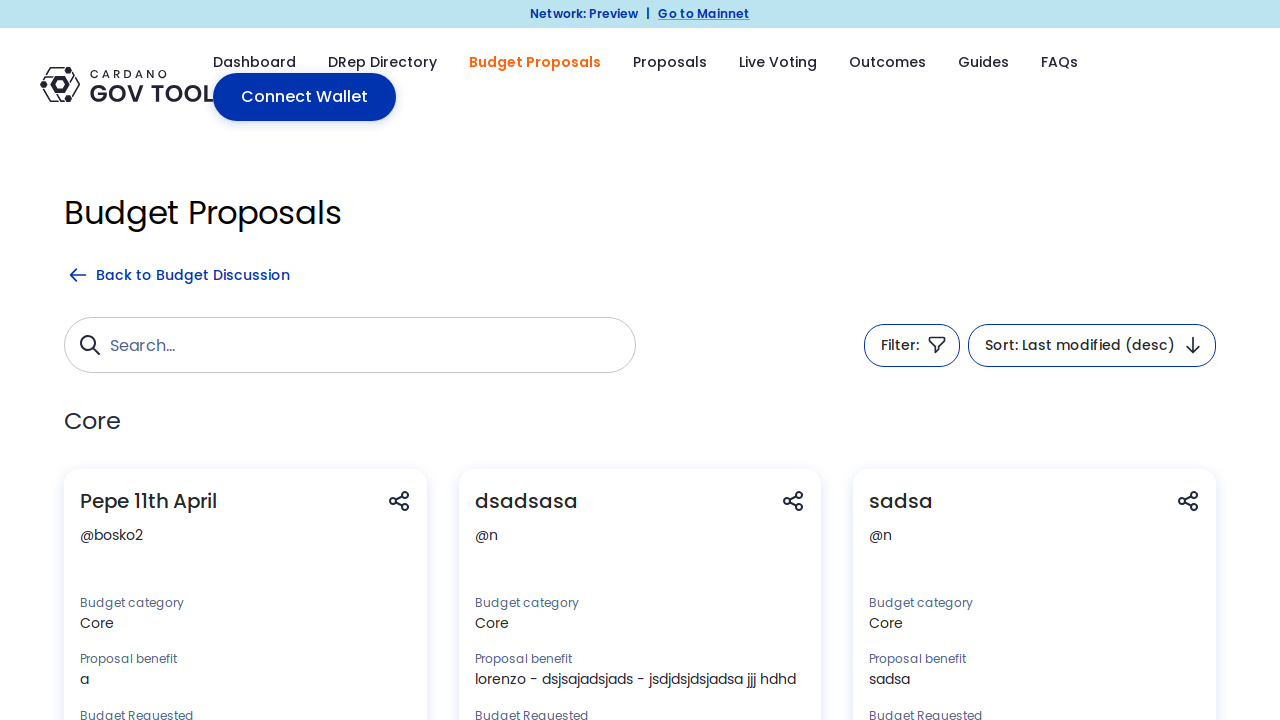 Network: Preview | Go to Mainnet
CARDANO
GOV TOOL
Dashboard DRep Directory Budget Proposals Proposals Live Voting Outcomes Guides FAQs
Connect Wallet
Budget Proposals
Back to Budget Discussion
Search...
Filter:
Sort: Last modified (desc)
Core
Pepe 11th April
@bosko2
Budget category
Core
Proposal benefit
a
Budget Requested
dsadsasa
@n
Budget category
Core
Proposal benefit
lorenzo - dsjsajadsjads - jsdjdsjdsjadsa jjj hdhd
Budget Requested
sadsa
@n
Budget category
Core
Proposal benefit
sadsa
Budget Requested